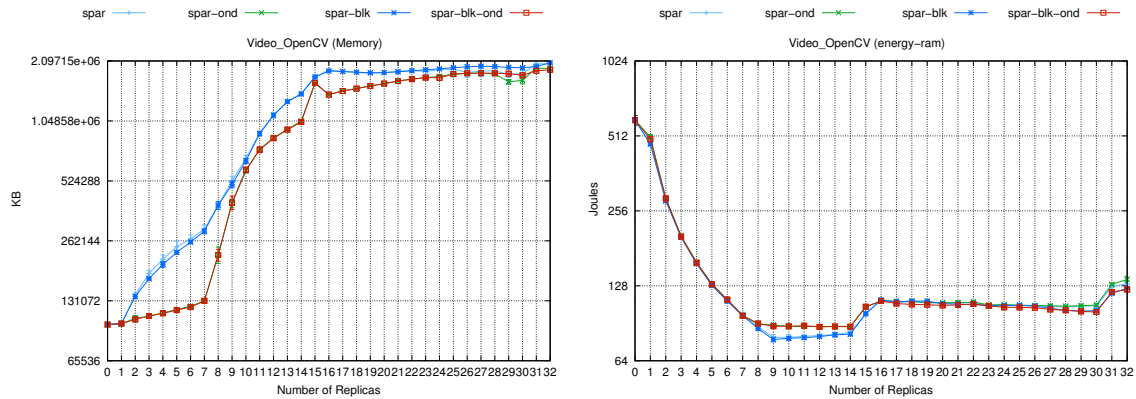 spar spar-ond spar-blk spar-blk-ond
Video_OpenCV (Memory)
2.09715e+06
1.04858e+06
524288
262144
131072
65536
KB
0 1 2 3 4 5 6 7 8 9 10 11 12 13 14 15 16 17 18 19 20 21 22 23 24 25 26 27 28 29 30 31 32
Number of Replicas
spar spar-ond spar-blk spar-blk-ond
Video_OpenCV (energy-ram)
1024
512
256
128
64
Joules
0 1 2 3 4 5 6 7 8 9 10 11 12 13 14 15 16 17 18 19 20 21 22 23 24 25 26 27 28 29 30 31 32
Number of Replicas